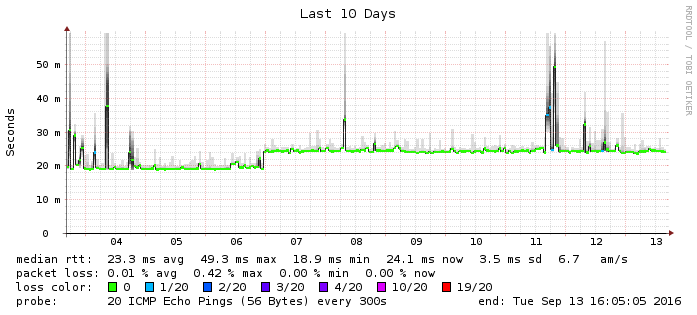 Last 10 Days
RRDTOOL / TOBI OETIKER
Seconds
50 m
40 m
30 m
20 m
10 m
0
04 05 06 07 08 09 10 11 12 13
median rtt: 23.3 ms avg 49.3 ms max 18.9 ms min 24.1 ms now 3.5 ms sd 6.7 am/s
packet loss: 0.01 % avg 0.42 % max 0.00 % min 0.00 % now
loss color: 0 1/20 2/20 3/20 4/20 10/20 19/20
probe: 20 ICMP Echo Pings (56 Bytes) every 300s end: Tue Sep 13 16:05:05 2016